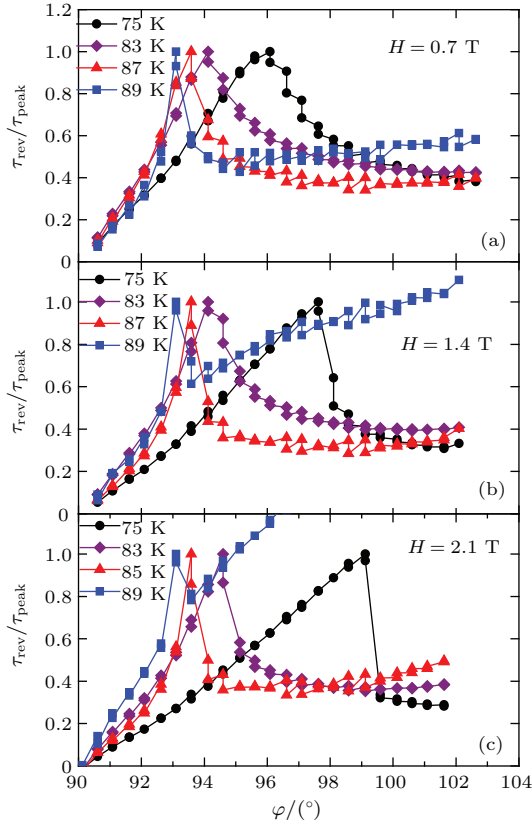 1.2
1.0
0.8
0.6
0.4
0.2
0
τrev/τpeak
75 K
83 K
87 K
89 K
H = 0.7 T
(a)
1.0
0.8
0.6
0.4
0.2
0
τrev/τpeak
75 K
83 K
87 K
89 K
H = 1.4 T
(b)
1.0
0.8
0.6
0.4
0.2
0
τrev/τpeak
75 K
83 K
85 K
89 K
H = 2.1 T
(c)
90 92 94 96 98 100 102 104
φ/(°)